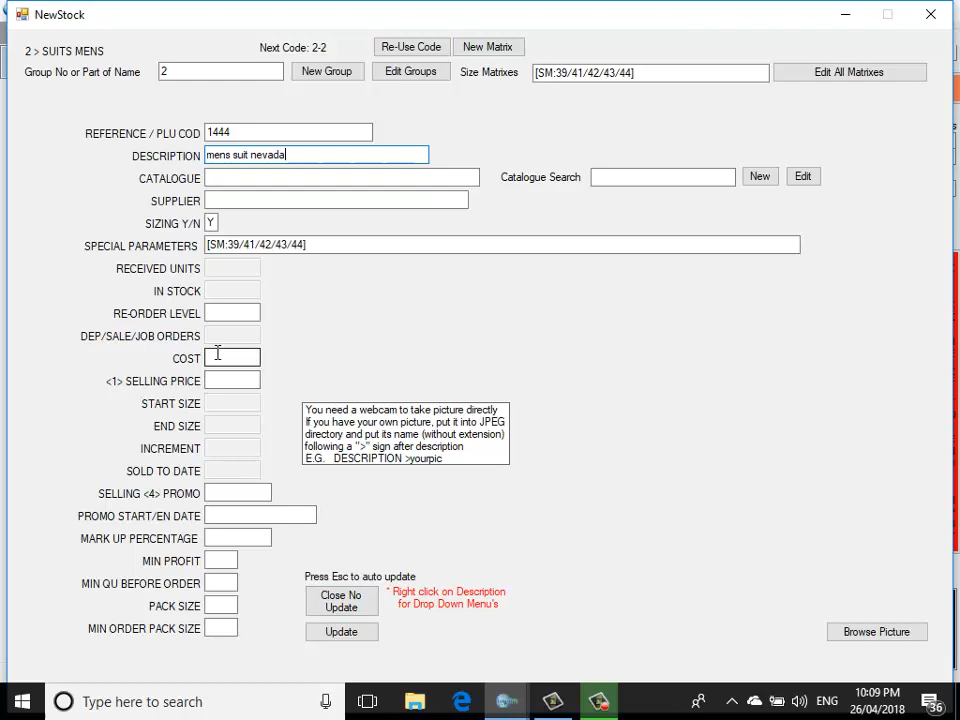 NewStock
2 > SUITS MENS
Next Code: 2-2
Re-Use Code
New Matrix
Group No or Part of Name
2
New Group
Edit Groups
Size Matrixes
[SM:39/41/42/43/44]
Edit All Matrixes
REFERENCE / PLU COD
1444
DESCRIPTION
mens suit nevada
CATALOGUE
Catalogue Search
New
Edit
SUPPLIER
SIZING Y/N
Y
SPECIAL PARAMETERS
[SM:39/41/42/43/44]
RECEIVED UNITS
IN STOCK
RE-ORDER LEVEL
DEP/SALE/JOB ORDERS
COST
<1> SELLING PRICE
START SIZE
END SIZE
INCREMENT
SOLD TO DATE
You need a webcam to take picture directly
If you have your own picture, put it into JPEG
directory and put its name (without extension)
following a ">" sign after description
E.G. DESCRIPTION >yourpic
SELLING <4> PROMO
PROMO START/EN DATE
MARK UP PERCENTAGE
MIN PROFIT
MIN QU BEFORE ORDER
PACK SIZE
MIN ORDER PACK SIZE
Press Esc to auto update
Close No
Update
* Right click on Description
for Drop Down Menu's
Update
Browse Picture
Type here to search
ENG
10:09 PM
26/04/2018
36